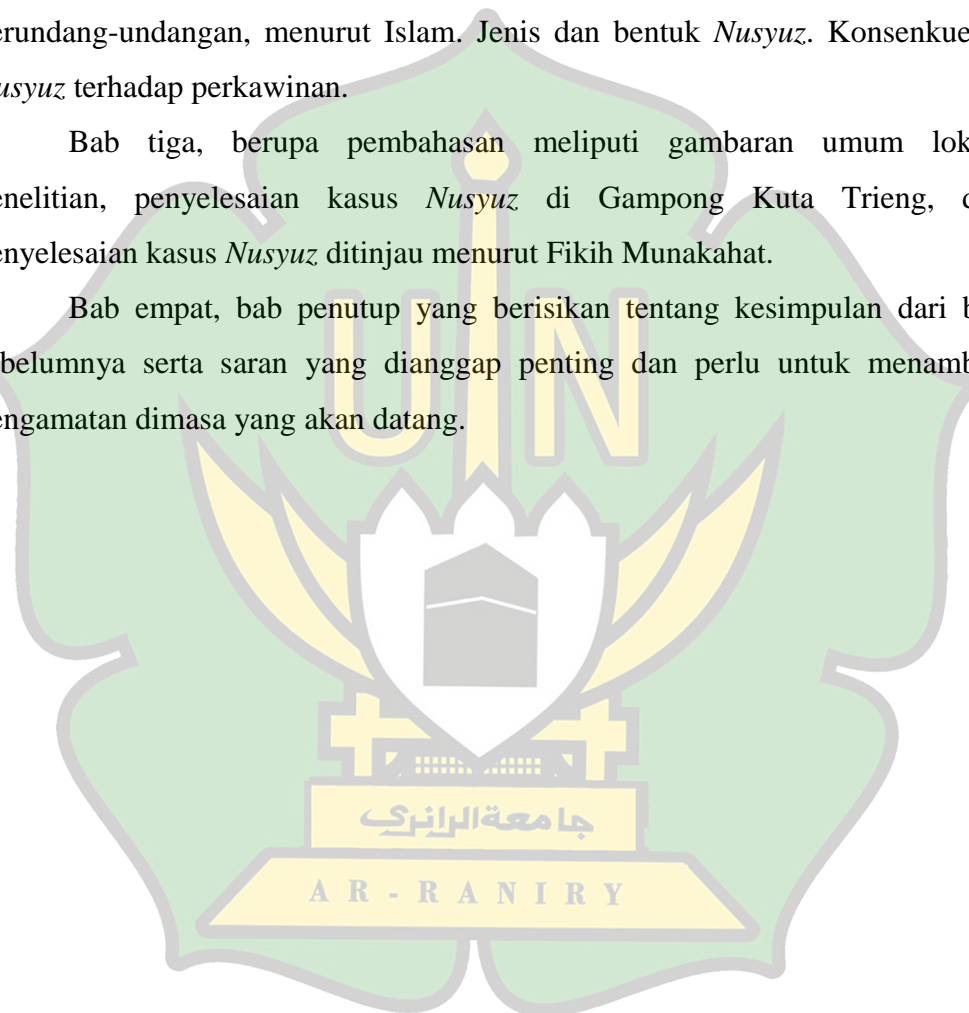 erundang-undangan, menurut Islam. Jenis dan bentuk Nusyuz. Konsenkue
usyuz terhadap perkawinan.
Bab tiga, berupa pembahasan meliputi gambaran umum lok
enelitian, penyelesaian kasus Nusyuz di Gampong Kuta Trieng, d
enyelesaian kasus Nusyuz ditinjau menurut Fikih Munakahat.
Bab empat, bab penutup yang berisikan tentang kesimpulan dari b
belumnya serta saran yang dianggap penting dan perlu untuk menamb
engamatan dimasa yang akan datang.
UIN
جامعةالرانري
AR-RANIRY